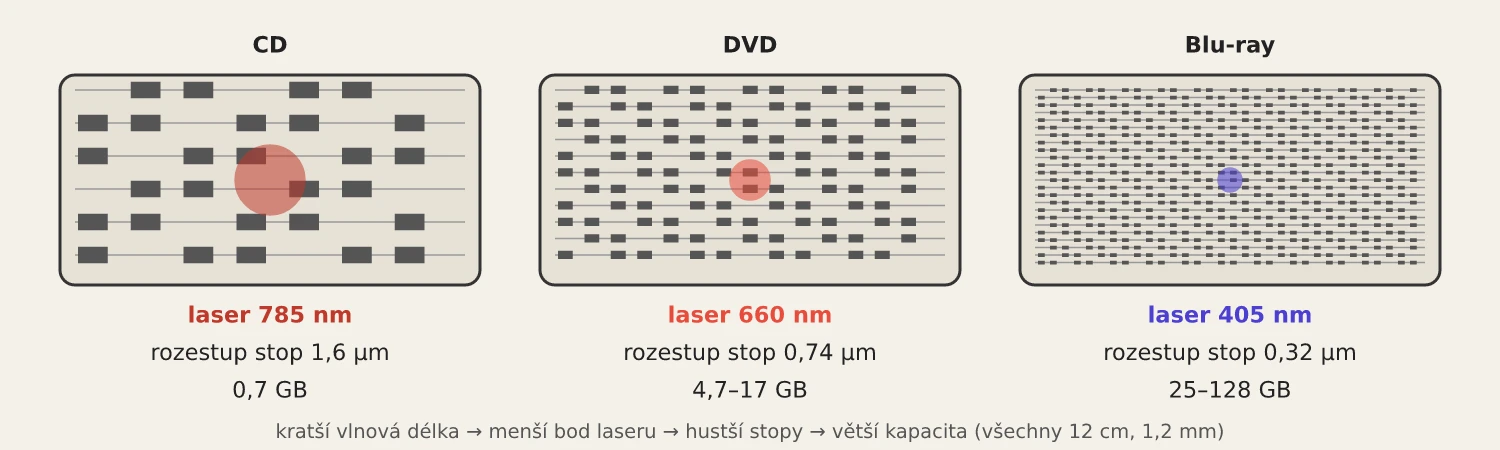 CD
DVD
Blu-ray
laser 785 nm
rozestup stop 1,6 µm
0,7 GB
laser 660 nm
rozestup stop 0,74 µm
4,7–17 GB
laser 405 nm
rozestup stop 0,32 µm
25–128 GB
kratší vlnová délka → menší bod laseru → hustší stopy → větší kapacita (všechny 12 cm, 1,2 mm)